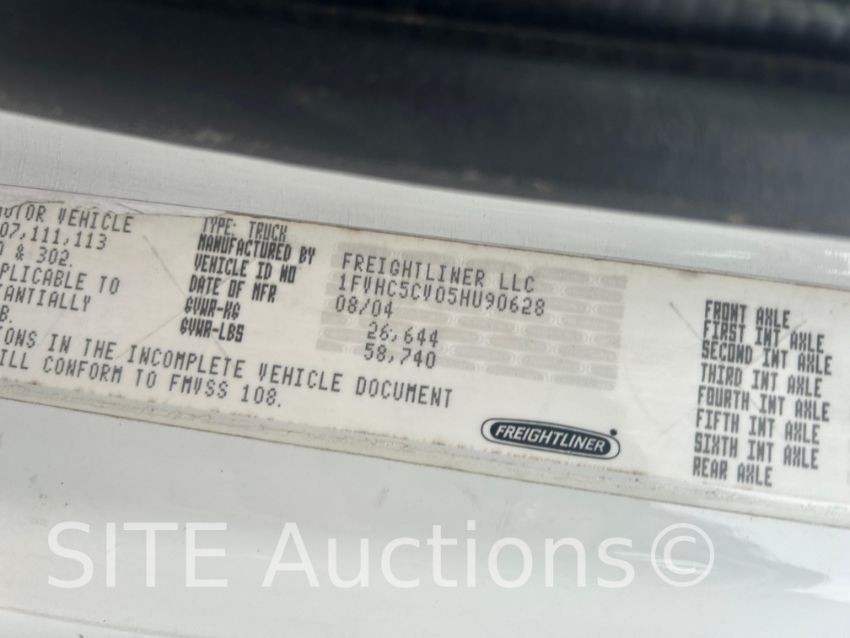 MOTOR VEHICLE
07,111,113
& 302.
PLICABLE TO
TANTIALLY
B.
IONS IN THE INCOMPLETE VEHICLE DOCUMENT
ILL CONFORM TO FMVSS 108.
TYPE: TRUCK
MANUFACTURED BY FREIGHTLINER LLC
VEHICLE ID NO 1FVHC5CV05HU90628
DATE OF MFR 08/04
GVWR-KG 26,644
GVWR-LBS 58,740
FREIGHTLINER
FRONT AXLE
FIRST INT AXLE
SECOND INT AXLE
THIRD INT AXLE
FOURTH INT AXLE
FIFTH INT AXLE
SIXTH INT AXLE
REAR AXLE
SITE Auctions©